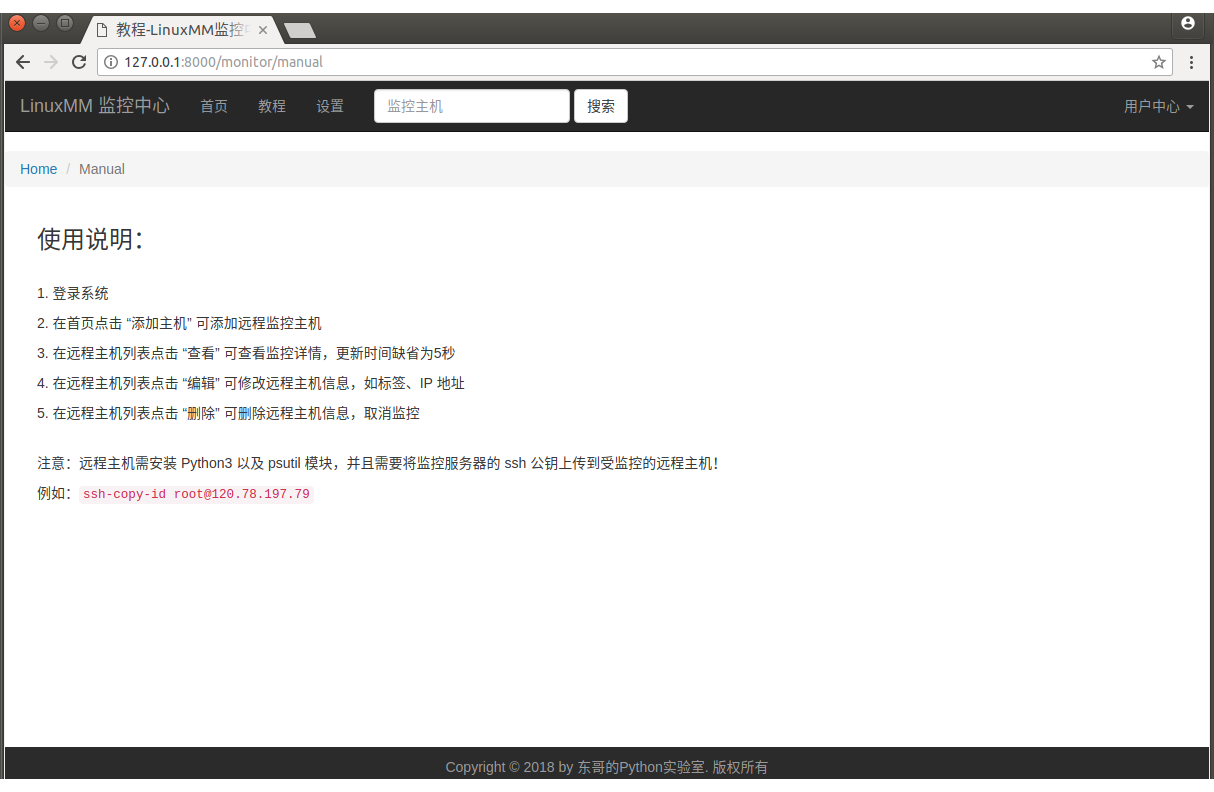 教程-LinuxMM监控
127.0.0.1:8000/monitor/manual
LinuxMM 监控中心 首页 教程 设置 监控主机 搜索 用户中心
Home / Manual
使用说明：
1. 登录系统
2. 在首页点击 “添加主机” 可添加远程监控主机
3. 在远程主机列表点击 “查看” 可查看监控详情，更新时间缺省为5秒
4. 在远程主机列表点击 “编辑” 可修改远程主机信息，如标签、IP 地址
5. 在远程主机列表点击 “删除” 可删除远程主机信息，取消监控
注意：远程主机需安装 Python3 以及 psutil 模块，并且需要将监控服务器的 ssh 公钥上传到受监控的远程主机！
例如：ssh-copy-id root@120.78.197.79
Copyright © 2018 by 东哥的Python实验室. 版权所有